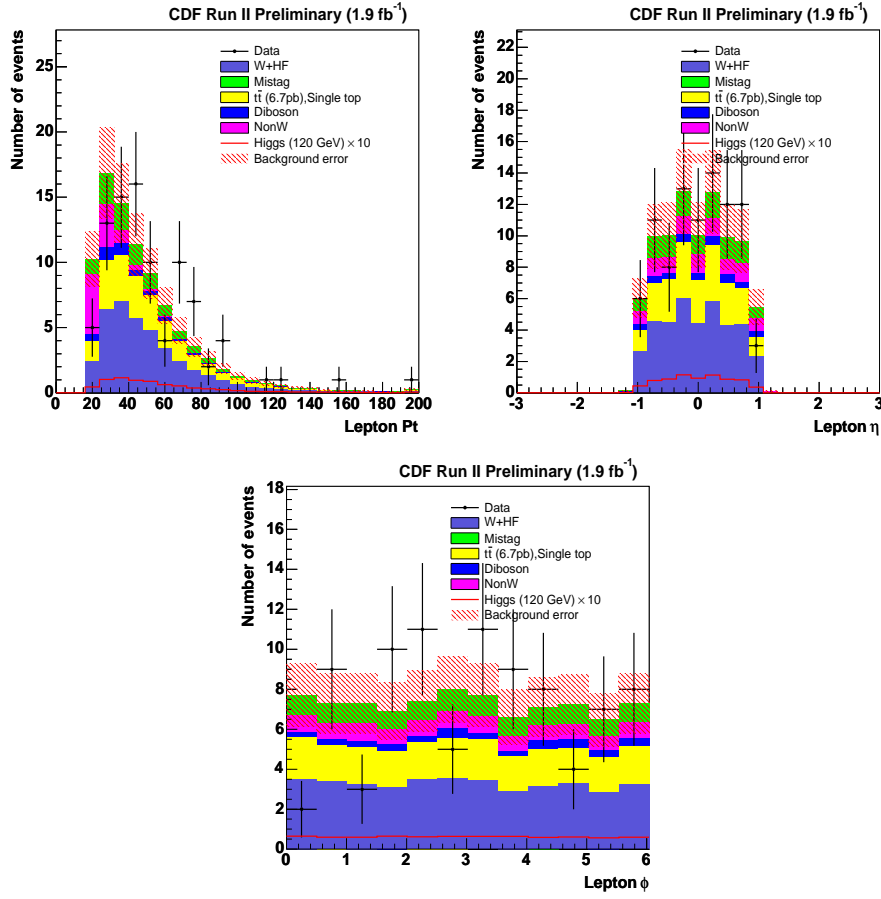 CDF Run II Preliminary (1.9 fb⁻¹)
Number of events
25
20
15
10
5
0
Data
W+HF
Mistag
tt̄ (6.7pb),Single top
Diboson
NonW
Higgs (120 GeV) × 10
Background error
0 20 40 60 80 100 120 140 160 180 200
Lepton Pt
CDF Run II Preliminary (1.9 fb⁻¹)
Number of events
22
20
18
16
14
12
10
8
6
4
2
0
Data
W+HF
Mistag
tt̄ (6.7pb),Single top
Diboson
NonW
Higgs (120 GeV) × 10
Background error
-3 -2 -1 0 1 2 3
Lepton η
CDF Run II Preliminary (1.9 fb⁻¹)
Number of events
18
16
14
12
10
8
6
4
2
0
Data
W+HF
Mistag
tt̄ (6.7pb),Single top
Diboson
NonW
Higgs (120 GeV) × 10
Background error
0 1 2 3 4 5 6
Lepton ϕ